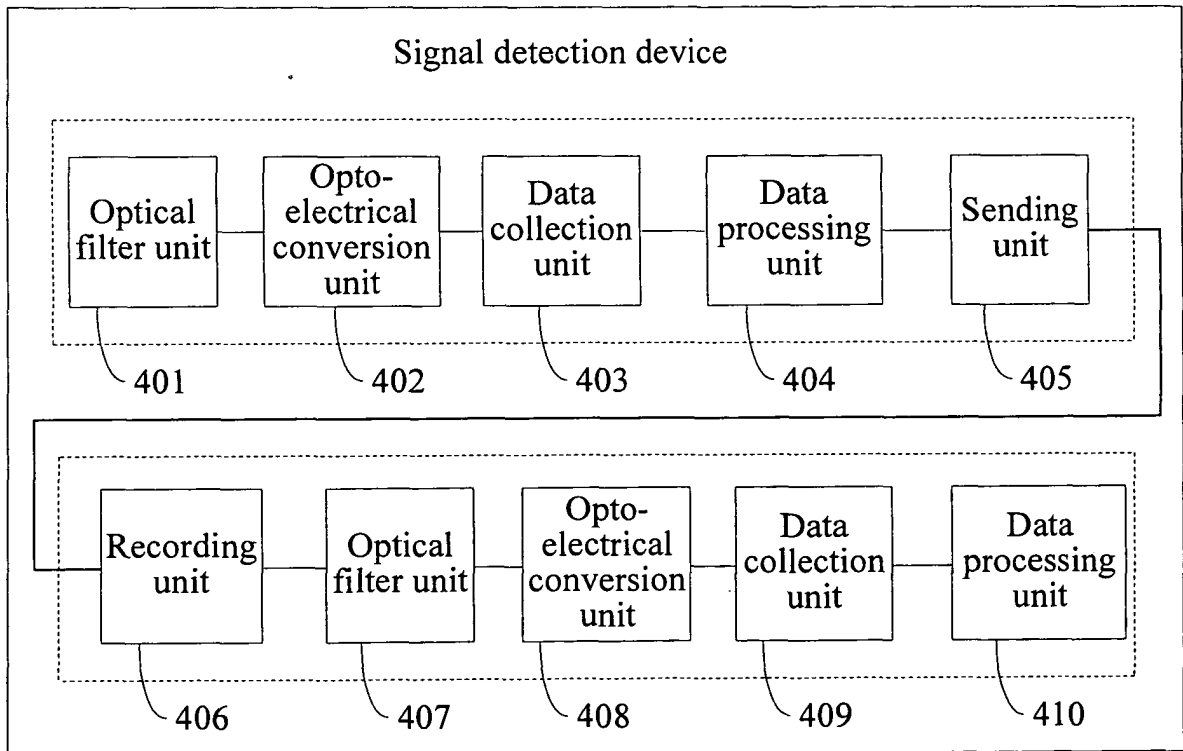 Signal detection device
Optical
filter unit
Opto-
electrical
conversion
unit
Data
collection
unit
Data
processing
unit
Sending
unit
401
402
403
404
405
Recording
unit
Optical
filter unit
Opto-
electrical
conversion
unit
Data
collection
unit
Data
processing
unit
406
407
408
409
410